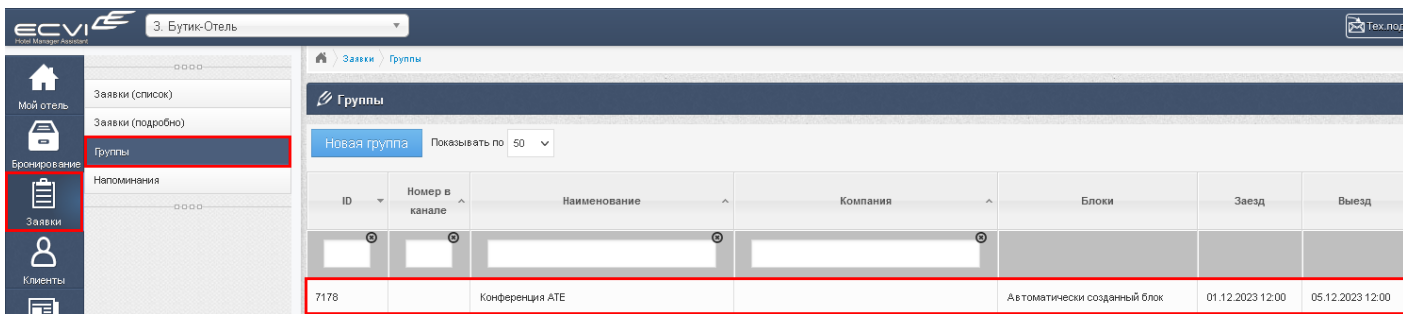 ECVI
Hotel Manager Assistant
3. Бутик-Отель
Тех.под
Мой отель
Бронирование
Заявки
Клиенты
Заявки (список)
Заявки (подробно)
Группы
Напоминания
Заявки Группы
Группы
Новая группа Показывать по 50
ID Номер в канале Наименование Компания Блоки Заезд Выезд
7178 Конференция АТЕ Автоматически созданный блок 01.12.2023 12:00 05.12.2023 12:00